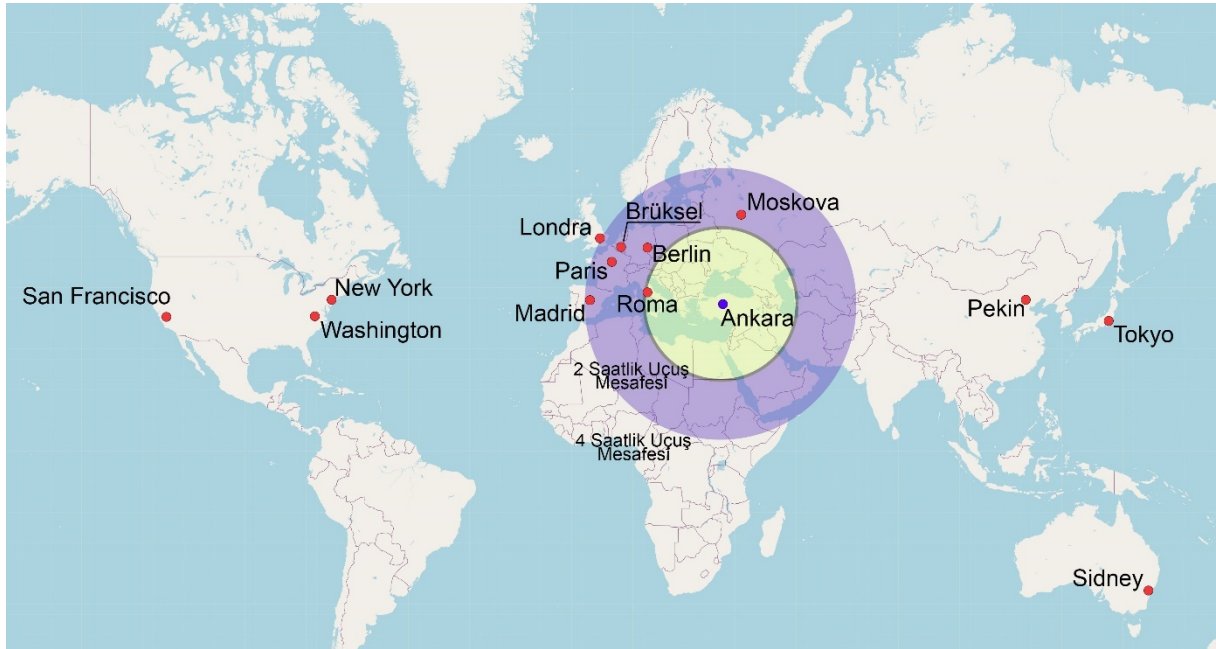 Moskova
Brüksel
Londra
Berlin
Paris
San Francisco
New York
Madrid
Roma
Ankara
Pekin
Washington
Tokyo
2 Saatlik Uçuş
Mesafesi
4 Saatlik Uçuş
Mesafesi
Sidney